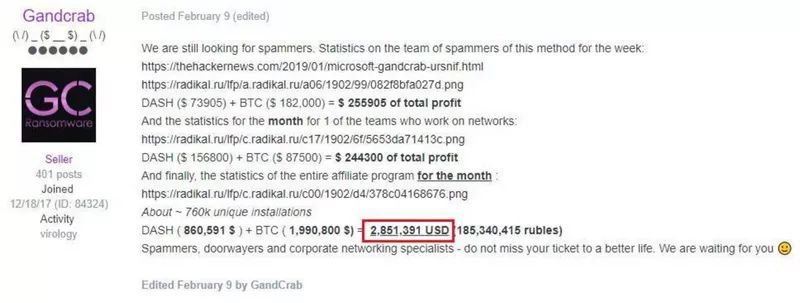 Gandcrab
(\/) _ ($ __ $) _ (\/)
GC
Ransomware
Seller
401 posts
Joined
12/18/17 (ID: 84324)
Activity
virology
Posted February 9 (edited)
We are still looking for spammers. Statistics on the team of spammers of this method for the week:
https://thehackernews.com/2019/01/microsoft-gandcrab-ursnif.html
https://radikal.ru/lfp/a.radikal.ru/a06/1902/99/082f8bfa027d.png
DASH ($ 73905) + BTC ($ 182,000) = $ 255905 of total profit
And the statistics for the month for 1 of the teams who work on networks:
https://radikal.ru/lfp/c.radikal.ru/c17/1902/6f/5653da71413c.png
DASH ($ 156800) + BTC ($ 87500) = $ 244300 of total profit
And finally, the statistics of the entire affiliate program for the month :
https://radikal.ru/lfp/c.radikal.ru/c00/1902/d4/378c04168676.png
About ~ 760k unique installations
DASH ( 860,591 $ ) + BTC ( 1,990,800 $) = 2,851,391 USD (185,340,415 rubles)
Spammers, doorwayers and corporate networking specialists - do not miss your ticket to a better life. We are waiting for you
Edited February 9 by GandCrab